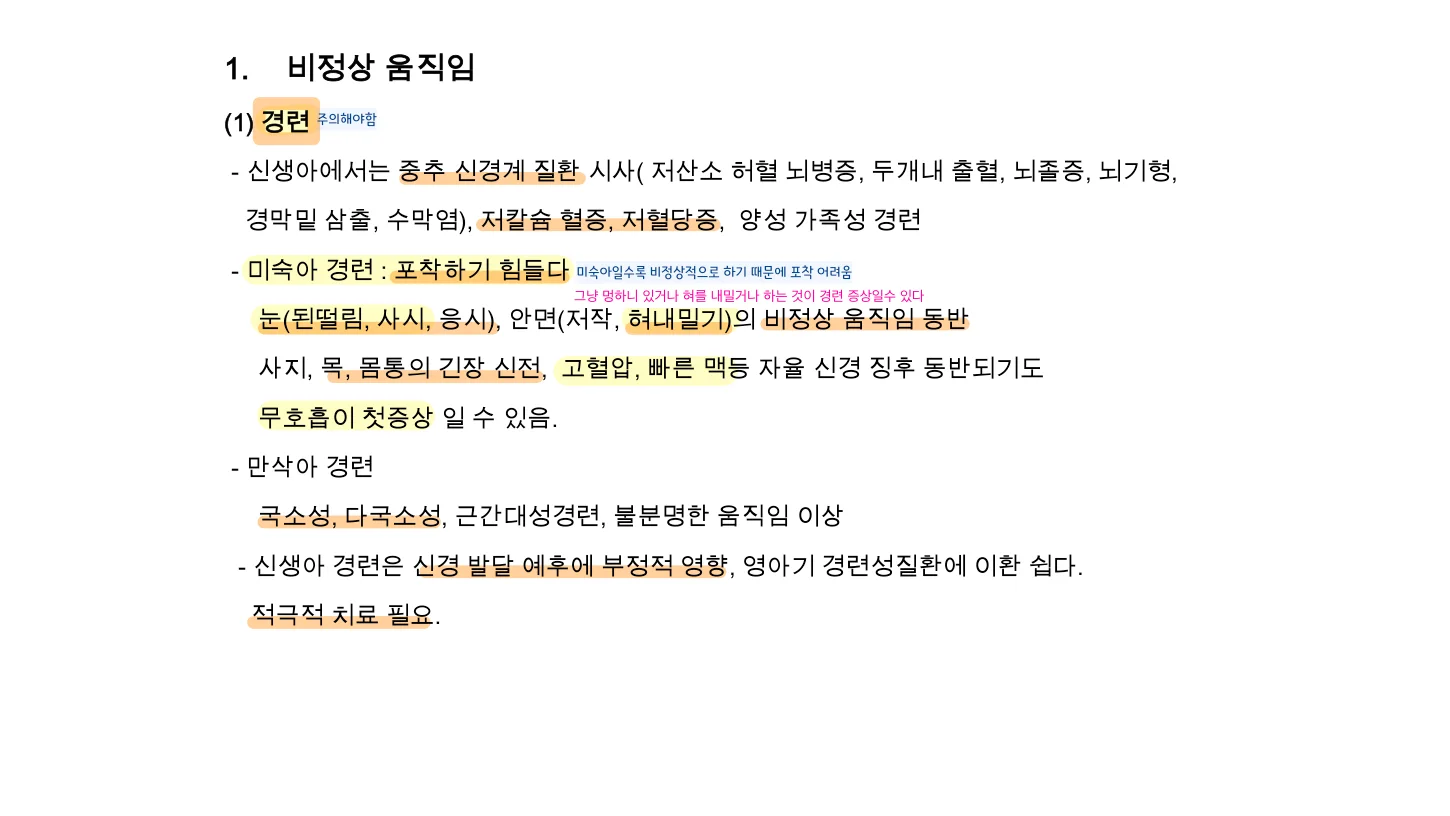 1. 비정상 움직임
(1) 경련 주의해야함
- 신생아에서는 중추 신경계 질환 시사( 저산소 허혈 뇌병증, 두개내 출혈, 뇌졸증, 뇌기형,
경막밑 삼출, 수막염), 저칼슘 혈증, 저혈당증, 양성 가족성 경련
- 미숙아 경련 : 포착하기 힘들다 미숙아일수록 비정상적으로 하기 때문에 포착 어려움
그냥 멍하니 있거나 혀를 내밀거나 하는 것이 경련 증상일수 있다
눈(된떨림, 사시, 응시), 안면(저작, 혀내밀기)의 비정상 움직임 동반
사지, 목, 몸통의 긴장 신전, 고혈압, 빠른 맥등 자율 신경 징후 동반되기도
무호흡이 첫증상 일 수 있음.
- 만삭아 경련
국소성, 다국소성, 근간대성경련, 불분명한 움직임 이상
- 신생아 경련은 신경 발달 예후에 부정적 영향, 영아기 경련성질환에 이환 쉽다.
적극적 치료 필요.